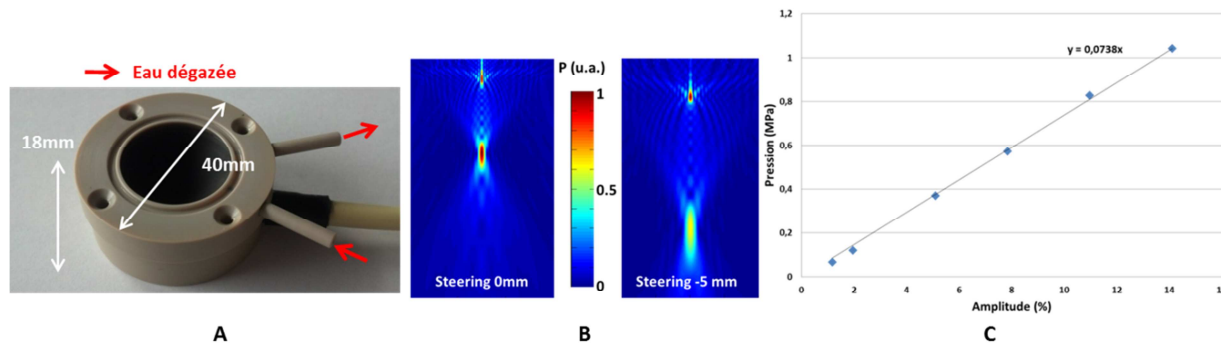 Eau dégazée
18mm
40mm
P (u.a.)
1
0.5
0
Steering 0mm
Steering -5 mm
Pression (MPa)
1,2
1
0,8
0,6
0,4
0,2
0
y = 0,0738x
0
2
4
6
8
10
12
14
16
Amplitude (%)
A
B
C